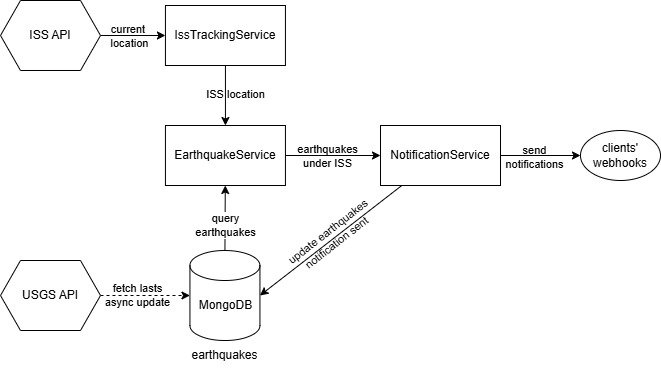 ISS API
current
location
IssTrackingService
ISS location
EarthquakeService
earthquakes
under ISS
NotificationService
send
notifications
clients'
webhooks
query
earthquakes
update earthquakes
notification sent
USGS API
fetch lasts
async update
MongoDB
earthquakes